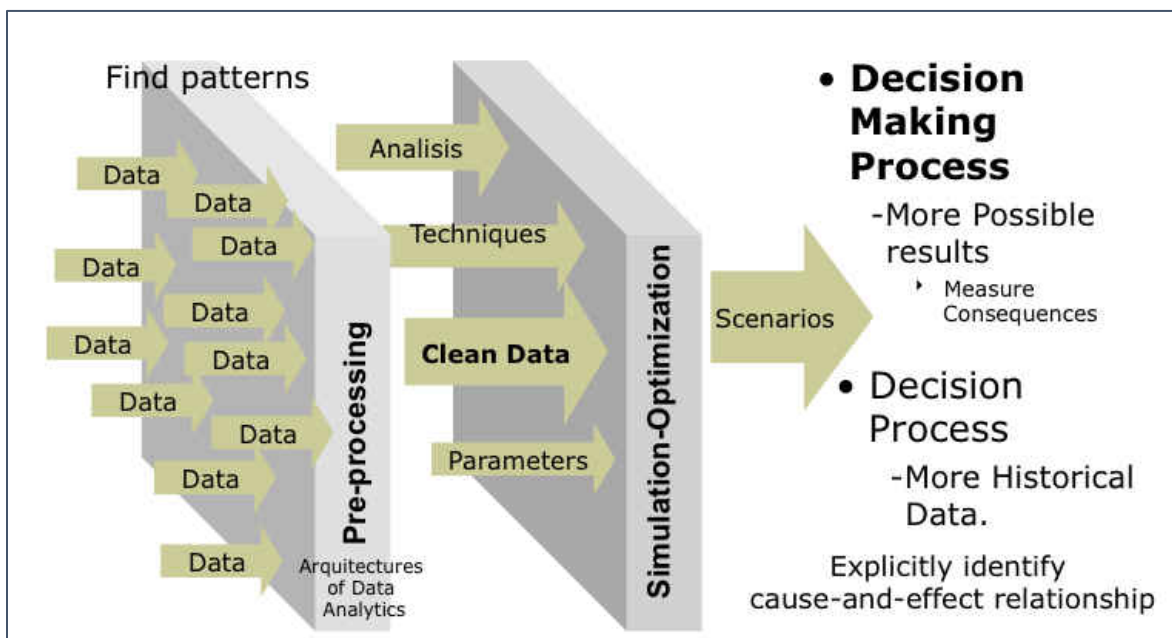 Find patterns
Data
Data
Data
Data
Data
Data
Data
Data
Data
Data
Data
Pre-processing
Arquitectures
of Data
Analytics
Analisis
Techniques
Clean Data
Parameters
Simulation-Optimization
Scenarios
• Decision
Making
Process
-More Possible
results
‣ Measure
Consequences
• Decision
Process
-More Historical
Data.
Explicitly identify
cause-and-effect relationship